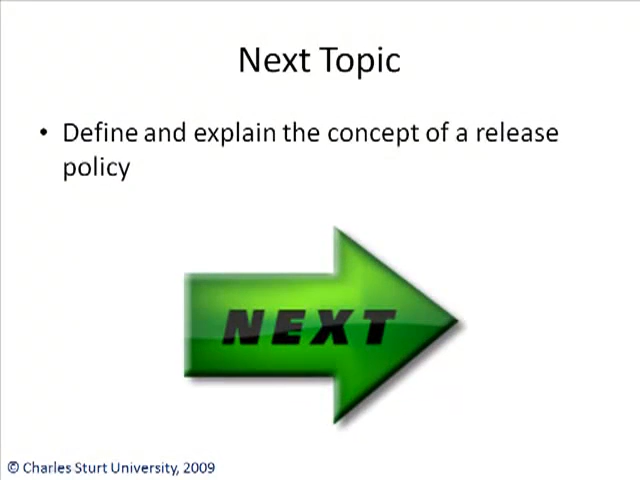 Next Topic
• Define and explain the concept of a release
policy
NEXT
© Charles Sturt University, 2009